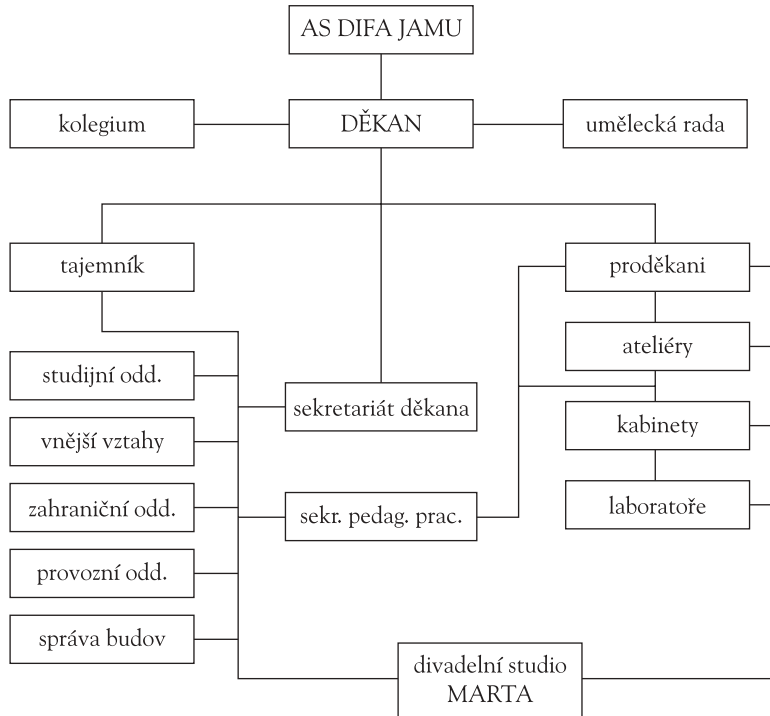 AS DIFA JAMU
kolegium
DĚKAN
umělecká rada
tajemník
proděkani
studijní odd.
ateliéry
sekretariát děkana
vnější vztahy
kabinety
zahraniční odd.
sekr. pedag. prac.
laboratoře
provozní odd.
správa budov
divadelní studio
MARTA